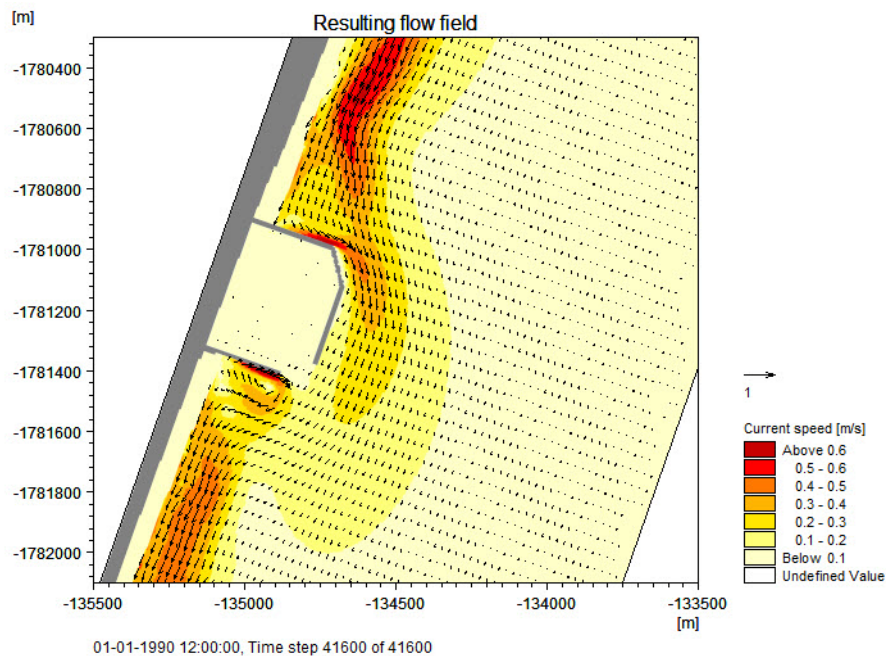 [m]
Resulting flow field
-1780400
-1780600
-1780800
-1781000
-1781200
-1781400
-1781600
-1781800
-1782000
-135500 -135000 -134500 -134000 -133500
[m]
1
Current speed [m/s]
Above 0.6
0.5 - 0.6
0.4 - 0.5
0.3 - 0.4
0.2 - 0.3
0.1 - 0.2
Below 0.1
Undefined Value
01-01-1990 12:00:00, Time step 41600 of 41600